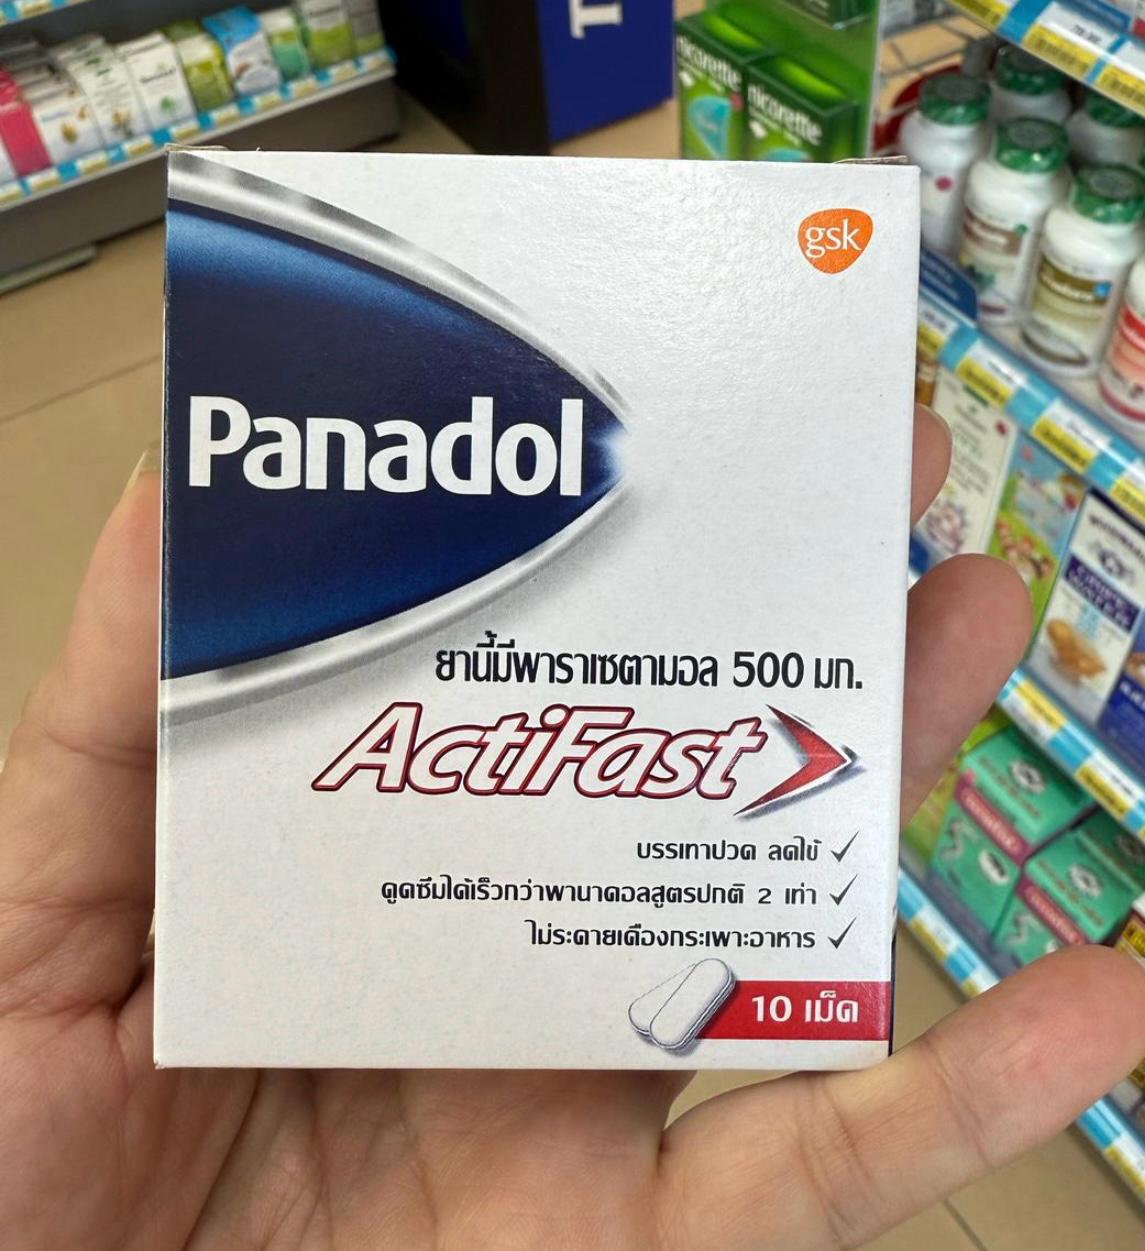 nicorette
nicorette
gsk
Panadol
ยานี้มีพาราเซตามอล 500 มก.
ActiFast
บรรเทาปวด ลดไข้
ดูดซึมได้เร็วกว่าพานาดอลสูตรปกติ 2 เท่า
ไม่ระคายเคืองกระเพาะอาหาร
10 เม็ด